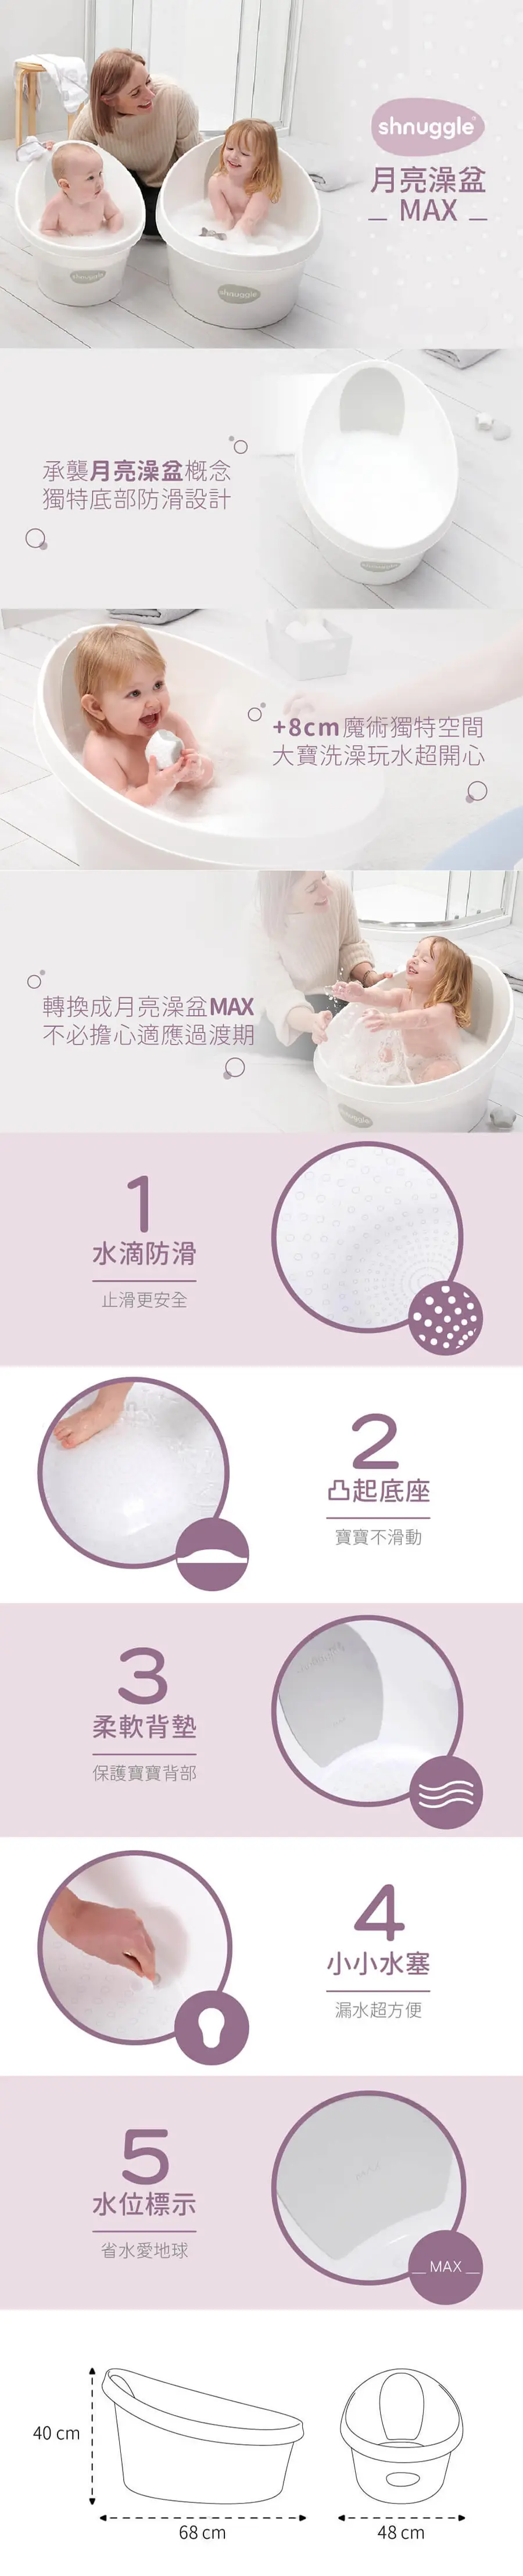 shnuggle
月亮澡盆
MAX
shnuggle
shnuggle
承襲月亮澡盆概念
獨特底部防滑設計
+8cm魔術獨特空間
大寶洗澡玩水超開心
轉換成月亮澡盆MAX
不必擔心適應過渡期
1
水滴防滑
止滑更安全
2
凸起底座
寶寶不滑動
3
柔軟背墊
保護寶寶背部
4
小小水塞
漏水超方便
5
水位標示
省水愛地球
MAX
40 cm
68 cm
48 cm